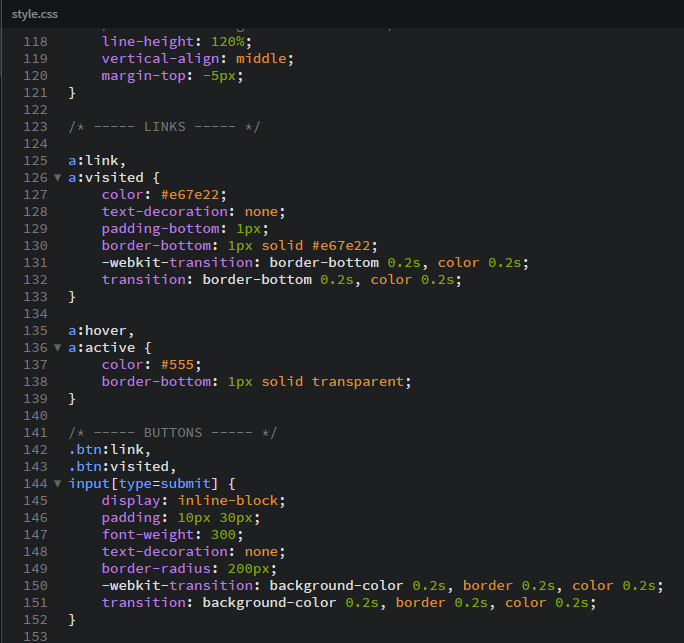 style.css
118 line-height: 120%;
119 vertical-align: middle;
120 margin-top: -5px;
121 }
122
123 /* ----- LINKS ----- */
124
125 a:link,
126 a:visited {
127 color: #e67e22;
128 text-decoration: none;
129 padding-bottom: 1px;
130 border-bottom: 1px solid #e67e22;
131 -webkit-transition: border-bottom 0.2s, color 0.2s;
132 transition: border-bottom 0.2s, color 0.2s;
133 }
134
135 a:hover,
136 a:active {
137 color: #555;
138 border-bottom: 1px solid transparent;
139 }
140
141 /* ----- BUTTONS ----- */
142 .btn:link,
143 .btn:visited,
144 input[type=submit] {
145 display: inline-block;
146 padding: 10px 30px;
147 font-weight: 300;
148 text-decoration: none;
149 border-radius: 200px;
150 -webkit-transition: background-color 0.2s, border 0.2s, color 0.2s;
151 transition: background-color 0.2s, border 0.2s, color 0.2s;
152 }
153